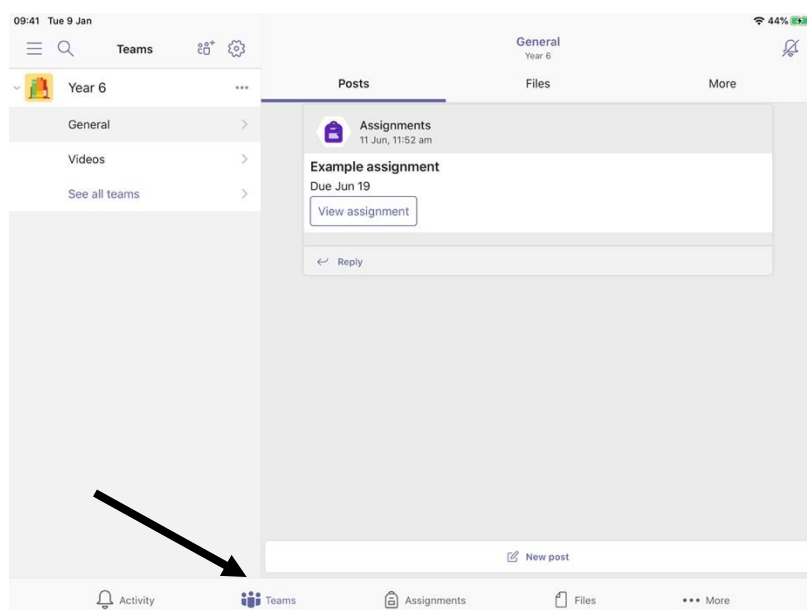 09:41 Tue 9 Jan
44%
Teams
General
Year 6
Year 6
Posts
Files
More
General
Videos
See all teams
Assignments
11 Jun, 11:52 am
Example assignment
Due Jun 19
View assignment
Reply
New post
Activity
Teams
Assignments
Files
More